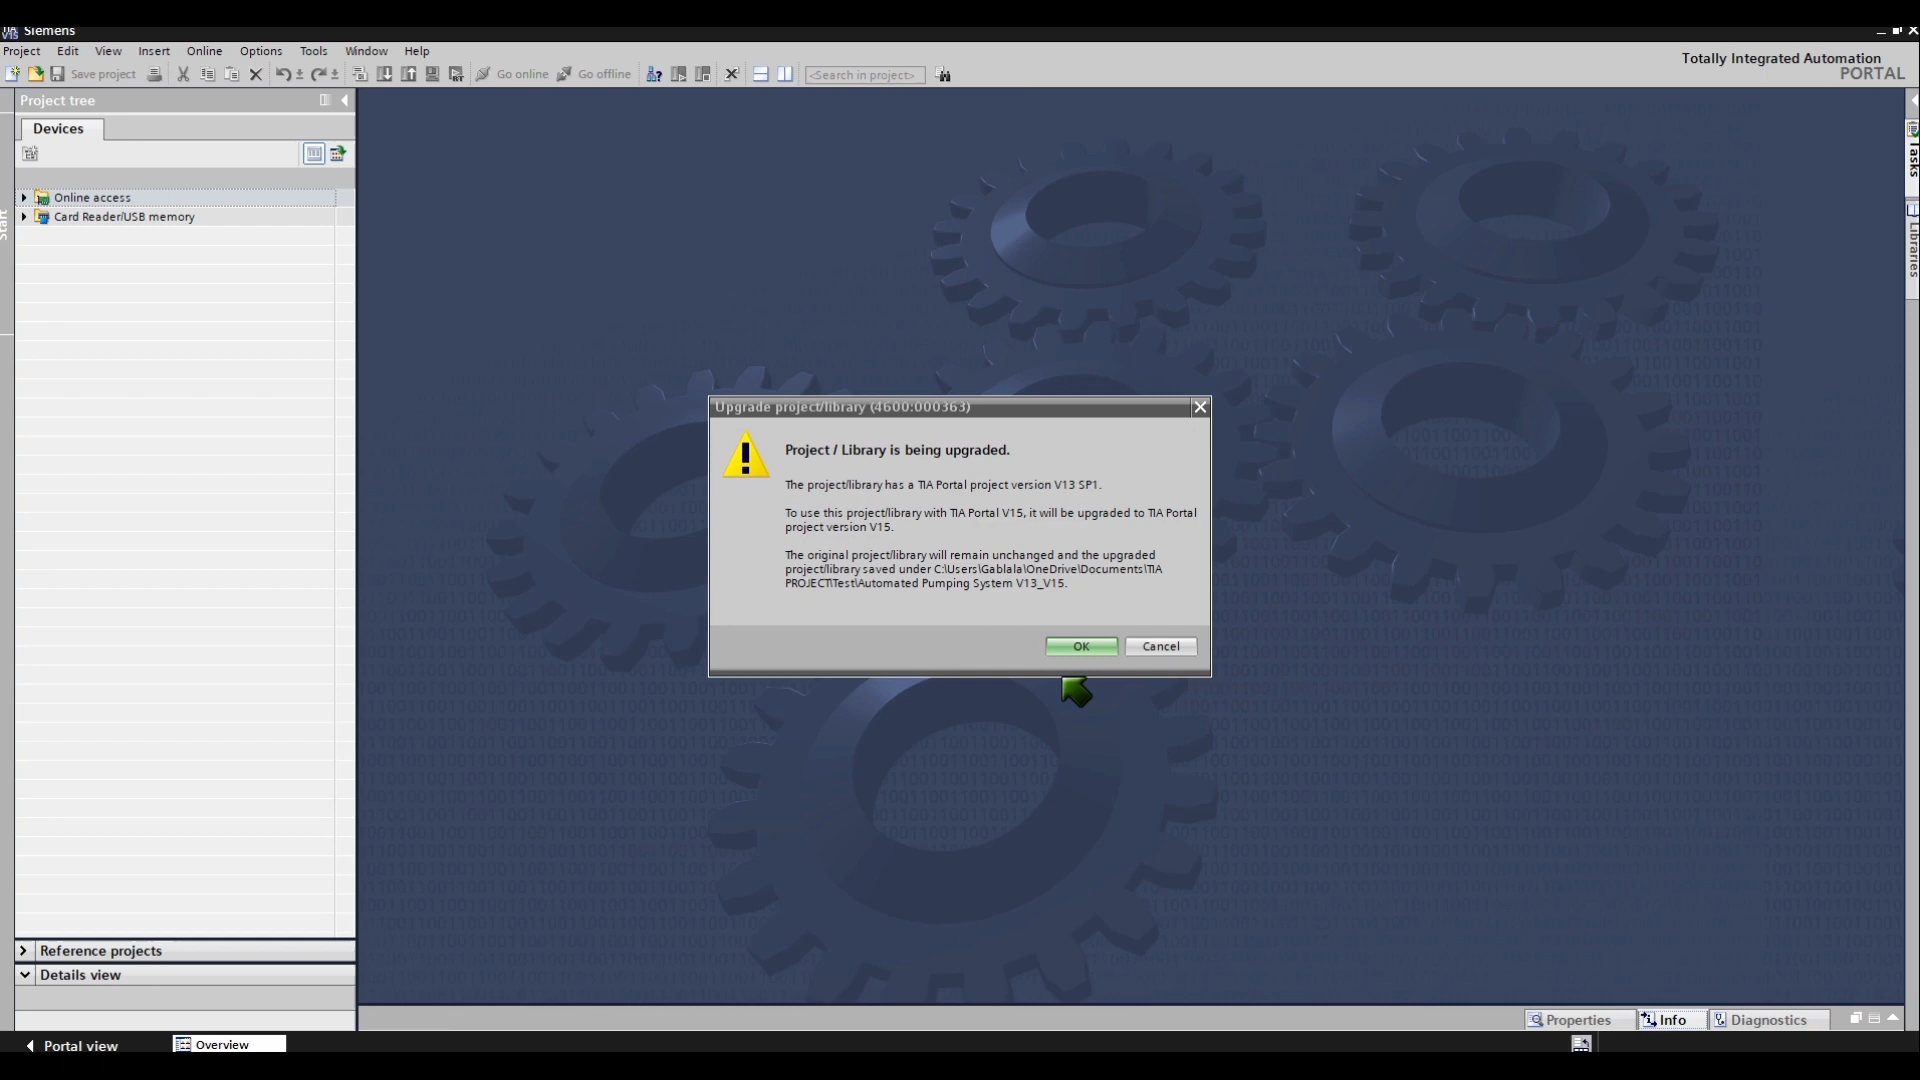 Siemens
Project Edit View Insert Online Options Tools Window Help
Totally Integrated Automation
PORTAL
Save project Go online Go offline <Search in project>
Project tree
Devices
Online access
Card Reader/USB memory
Start
Tasks
Libraries
Upgrade project/library (4600:000363)
Project / Library is being upgraded.
The project/library has a TIA Portal project version V13 SP1.
To use this project/library with TIA Portal V15, it will be upgraded to TIA Portal
project version V15.
The original project/library will remain unchanged and the upgraded
project/library saved under C:\Users\Gablala\OneDrive\Documents\TIA
PROJECT\Test\Automated Pumping System V13_V15.
OK Cancel
Reference projects
Details view
Properties Info Diagnostics
Portal view Overview